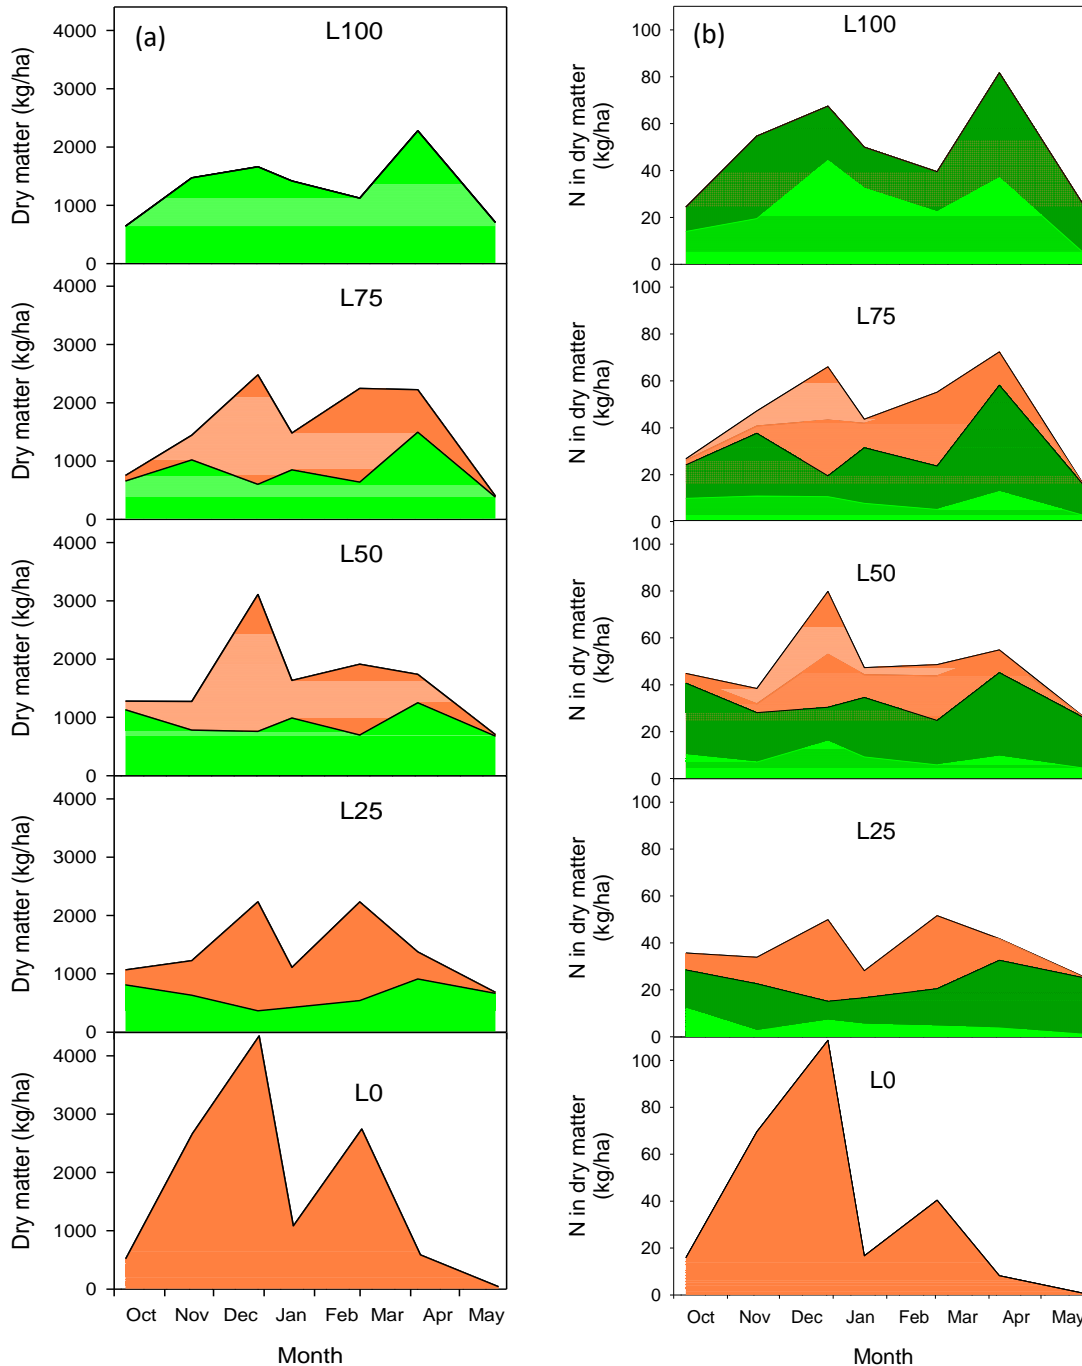 (a)
L100
4000
3000
2000
1000
0
Dry matter (kg/ha)
L75
4000
3000
2000
1000
0
Dry matter (kg/ha)
L50
4000
3000
2000
1000
0
Dry matter (kg/ha)
L25
4000
3000
2000
1000
0
Dry matter (kg/ha)
L0
4000
3000
2000
1000
0
Dry matter (kg/ha)
Oct Nov Dec Jan Feb Mar Apr May
Month
(b)
L100
100
80
60
40
20
0
N in dry matter
(kg/ha)
L75
100
80
60
40
20
0
N in dry matter
(kg/ha)
L50
100
80
60
40
20
0
N in dry matter
(kg/ha)
L25
100
80
60
40
20
0
N in dry matter
(kg/ha)
L0
100
80
60
40
20
0
N in dry matter
(kg/ha)
Oct Nov Dec Jan Feb Mar Apr May
Month